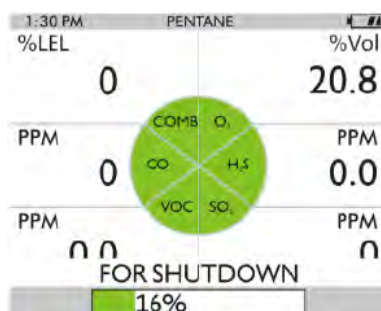 1:30 PM PENTANE
%LEL %Vol
0 20.8
COMB O₂
PPM PPM
CO H₂S
0 0.0
VOC SO₂
PPM PPM
FOR SHUTDOWN
16%